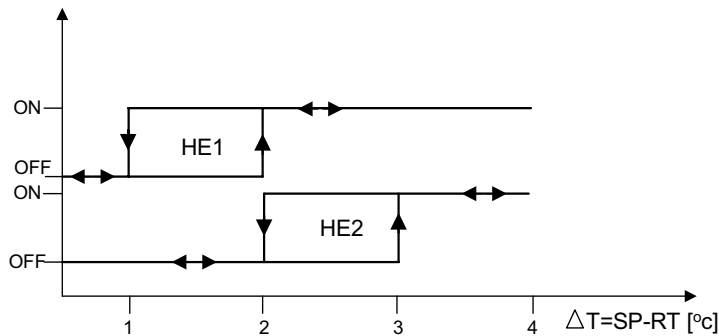 ON
HE1
OFF
ON
HE2
OFF
1 2 3 4 △T=SP-RT [ºc]